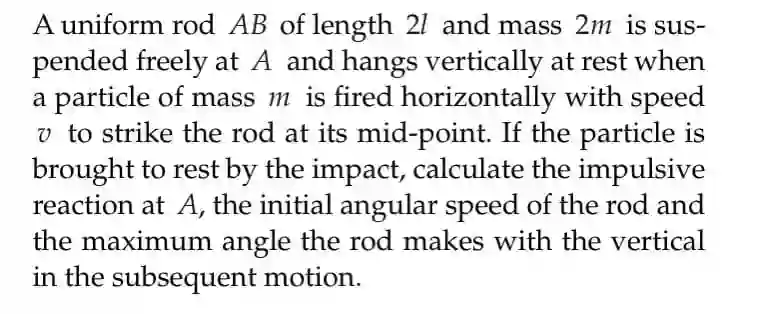 A uniform rod AB of length 2l and mass 2m is sus-
pended freely at A and hangs vertically at rest when
a particle of mass m is fired horizontally with speed
v to strike the rod at its mid-point. If the particle is
brought to rest by the impact, calculate the impulsive
reaction at A, the initial angular speed of the rod and
the maximum angle the rod makes with the vertical
in the subsequent motion.